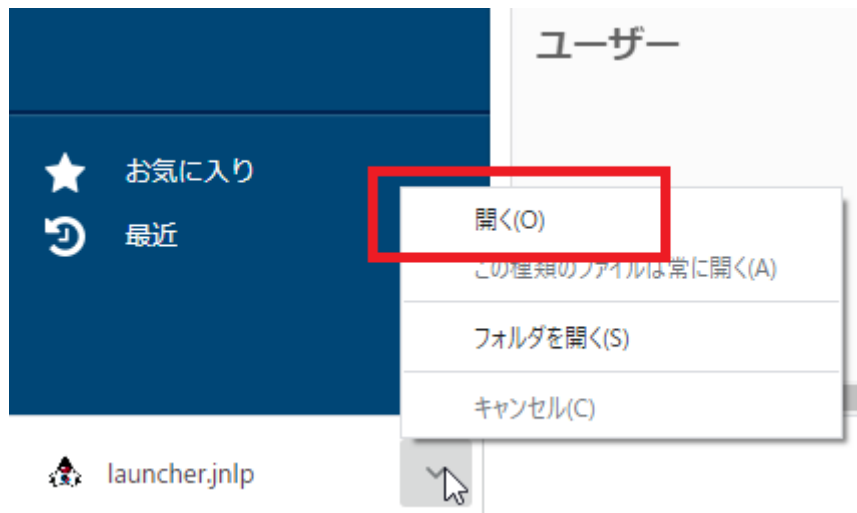 ユーザー
お気に入り
最近
開く(O)
この種類のファイルは常に開く(A)
フォルダを開く(S)
キャンセル(C)
launcher.jnlp